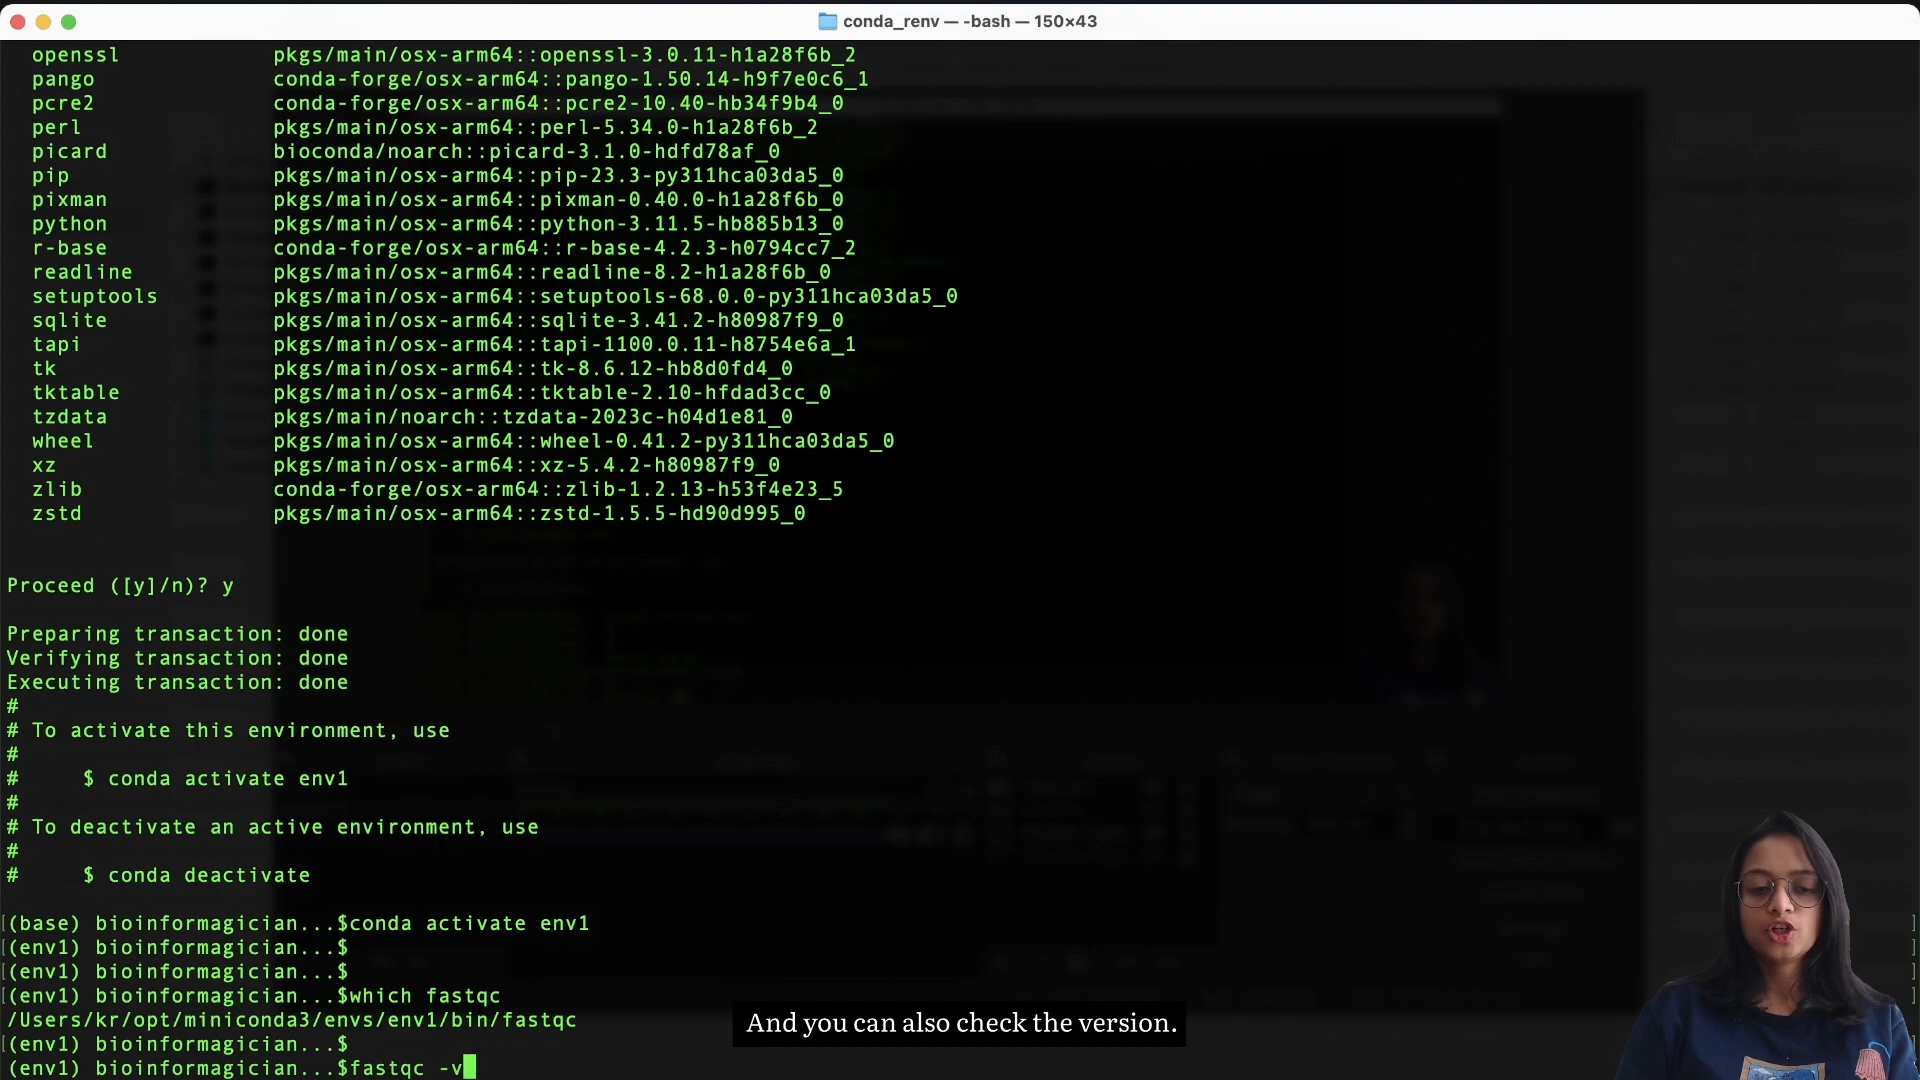 conda_renv — -bash — 150×43
openssl pkgs/main/osx-arm64::openssl-3.0.11-h1a28f6b_2
pango conda-forge/osx-arm64::pango-1.50.14-h9f7e0c6_1
pcre2 conda-forge/osx-arm64::pcre2-10.40-hb34f9b4_0
perl pkgs/main/osx-arm64::perl-5.34.0-h1a28f6b_2
picard bioconda/noarch::picard-3.1.0-hdfd78af_0
pip pkgs/main/osx-arm64::pip-23.3-py311hca03da5_0
pixman pkgs/main/osx-arm64::pixman-0.40.0-h1a28f6b_0
python pkgs/main/osx-arm64::python-3.11.5-hb885b13_0
r-base conda-forge/osx-arm64::r-base-4.2.3-h0794cc7_2
readline pkgs/main/osx-arm64::readline-8.2-h1a28f6b_0
setuptools pkgs/main/osx-arm64::setuptools-68.0.0-py311hca03da5_0
sqlite pkgs/main/osx-arm64::sqlite-3.41.2-h80987f9_0
tapi pkgs/main/osx-arm64::tapi-1100.0.11-h8754e6a_1
tk pkgs/main/osx-arm64::tk-8.6.12-hb8d0fd4_0
tktable pkgs/main/osx-arm64::tktable-2.10-hfdad3cc_0
tzdata pkgs/main/noarch::tzdata-2023c-h04d1e81_0
wheel pkgs/main/osx-arm64::wheel-0.41.2-py311hca03da5_0
xz pkgs/main/osx-arm64::xz-5.4.2-h80987f9_0
zlib conda-forge/osx-arm64::zlib-1.2.13-h53f4e23_5
zstd pkgs/main/osx-arm64::zstd-1.5.5-hd90d995_0
Proceed ([y]/n)? y
Preparing transaction: done
Verifying transaction: done
Executing transaction: done
#
# To activate this environment, use
#
#     $ conda activate env1
#
# To deactivate an active environment, use
#
#     $ conda deactivate
[(base) bioinformagician...$conda activate env1 ]
[(env1) bioinformagician...$ ]
[(env1) bioinformagician...$ ]
[(env1) bioinformagician...$which fastqc ]
/Users/kr/opt/miniconda3/envs/env1/bin/fastqc
[(env1) bioinformagician...$ ]
(env1) bioinformagician...$fastqc -v
And you can also check the version.